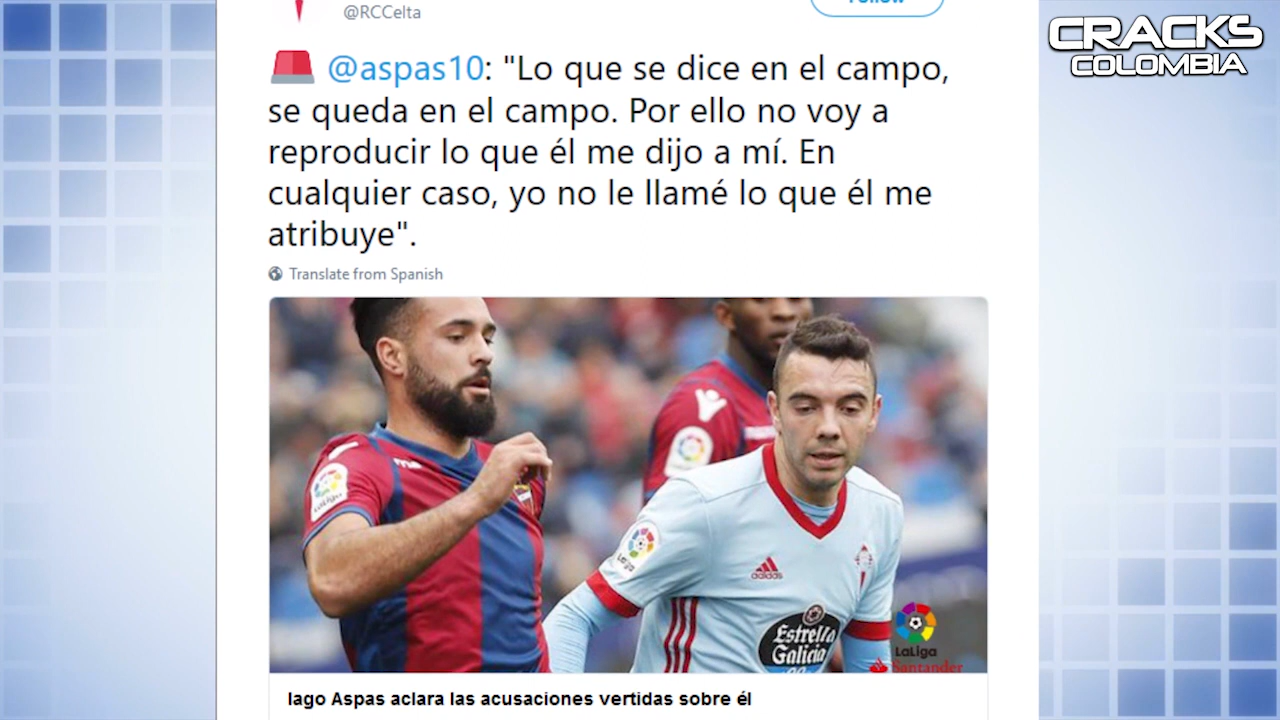 @RCCelta
CRACKS
COLOMBIA
@aspas10: "Lo que se dice en el campo,
se queda en el campo. Por ello no voy a
reproducir lo que él me dijo a mí. En
cualquier caso, yo no le llamé lo que él me
atribuye".
Translate from Spanish
LaLiga
LaLiga
adidas
Estrella
Galicia
LaLiga
Santander
Iago Aspas aclara las acusaciones vertidas sobre él